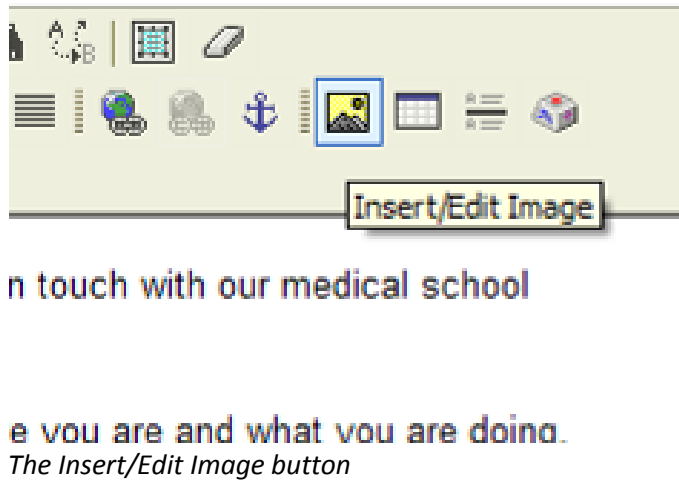 Insert/Edit Image
n touch with our medical school
e you are and what you are doing.
The Insert/Edit Image button